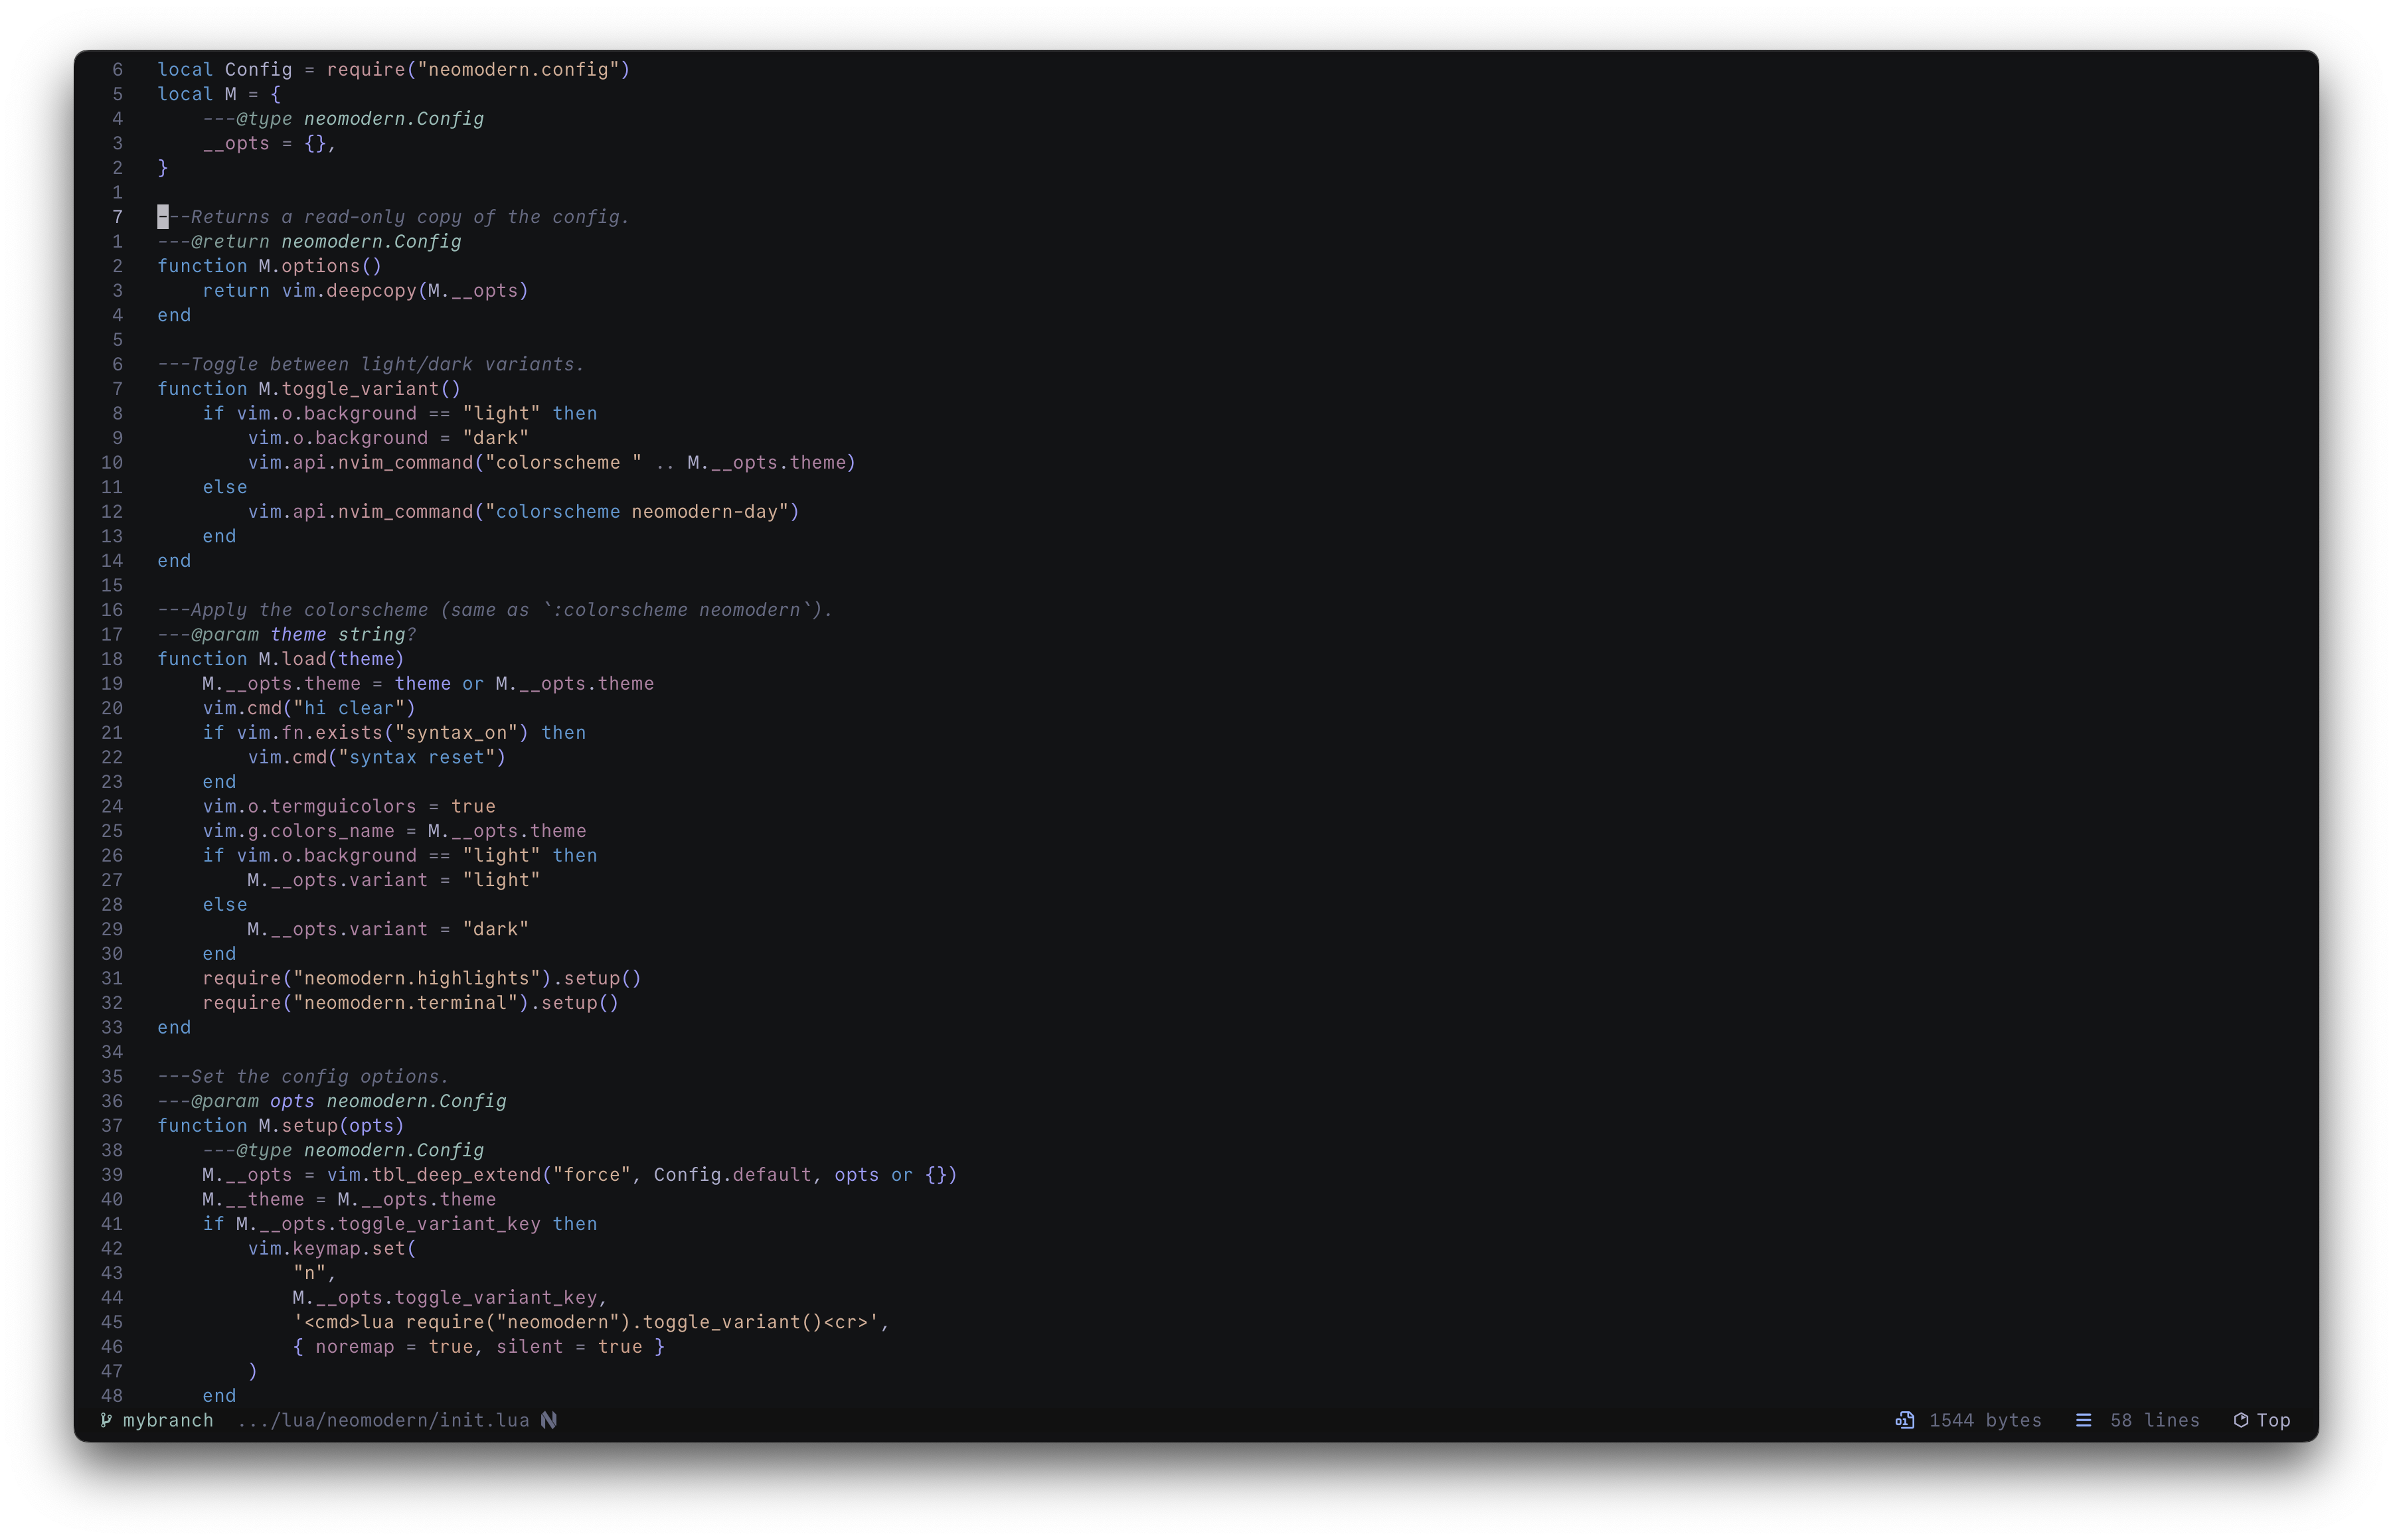 6 local Config = require("neomodern.config")
5 local M = {
4     ---@type neomodern.Config
3     __opts = {},
2 }
1
7 ---Returns a read-only copy of the config.
1 ---@return neomodern.Config
2 function M.options()
3     return vim.deepcopy(M.__opts)
4 end
5
6 ---Toggle between light/dark variants.
7 function M.toggle_variant()
8     if vim.o.background == "light" then
9         vim.o.background = "dark"
10         vim.api.nvim_command("colorscheme " .. M.__opts.theme)
11     else
12         vim.api.nvim_command("colorscheme neomodern-day")
13     end
14 end
15
16 ---Apply the colorscheme (same as `:colorscheme neomodern`).
17 ---@param theme string?
18 function M.load(theme)
19     M.__opts.theme = theme or M.__opts.theme
20     vim.cmd("hi clear")
21     if vim.fn.exists("syntax_on") then
22         vim.cmd("syntax reset")
23     end
24     vim.o.termguicolors = true
25     vim.g.colors_name = M.__opts.theme
26     if vim.o.background == "light" then
27         M.__opts.variant = "light"
28     else
29         M.__opts.variant = "dark"
30     end
31     require("neomodern.highlights").setup()
32     require("neomodern.terminal").setup()
33 end
34
35 ---Set the config options.
36 ---@param opts neomodern.Config
37 function M.setup(opts)
38     ---@type neomodern.Config
39     M.__opts = vim.tbl_deep_extend("force", Config.default, opts or {})
40     M.__theme = M.__opts.theme
41     if M.__opts.toggle_variant_key then
42         vim.keymap.set(
43             "n",
44             M.__opts.toggle_variant_key,
45             '<cmd>lua require("neomodern").toggle_variant()<cr>',
46             { noremap = true, silent = true }
47         )
48     end
mybranch .../lua/neomodern/init.lua 1544 bytes 58 lines Top